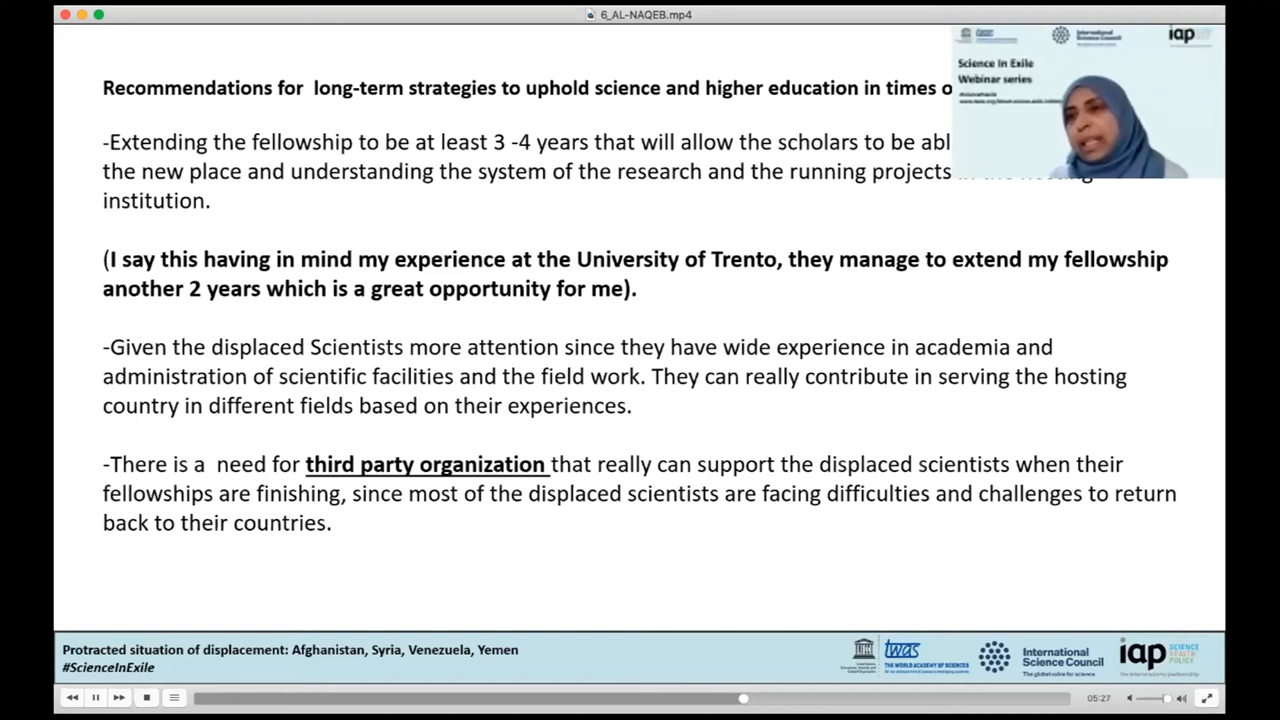 6_AL-NAQEB.mp4
Recommendations for long-term strategies to uphold science and higher education in times o
iap
Science In Exile
Webinar series
-Extending the fellowship to be at least 3 -4 years that will allow the scholars to be abl
the new place and understanding the system of the research and the running projects in the hosting
institution.
(I say this having in mind my experience at the University of Trento, they manage to extend my fellowship
another 2 years which is a great opportunity for me).
-Given the displaced Scientists more attention since they have wide experience in academia and
administration of scientific facilities and the field work. They can really contribute in serving the hosting
country in different fields based on their experiences.
-There is a need for third party organization that really can support the displaced scientists when their
fellowships are finishing, since most of the displaced scientists are facing difficulties and challenges to return
back to their countries.
Protracted situation of displacement: Afghanistan, Syria, Venezuela, Yemen
#ScienceInExile
twas
THE WORLD ACADEMY OF SCIENCES
International
Science Council
The global voice for science
iap SCIENCE
HEALTH
POLICY
05:27